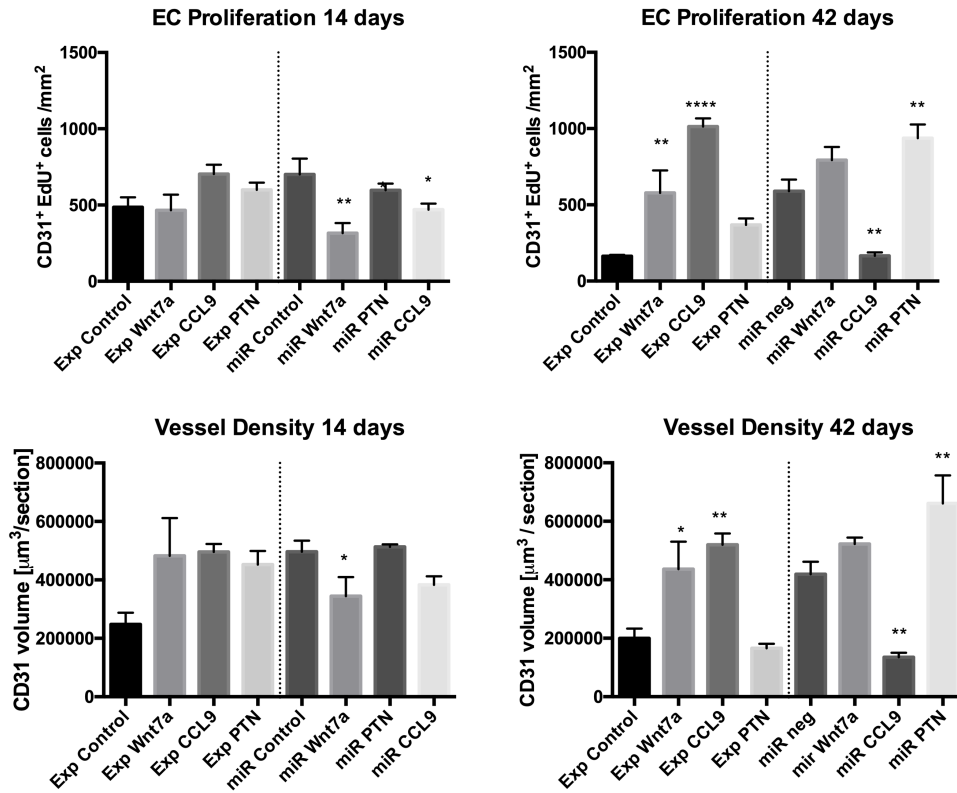 EC Proliferation 14 days
CD31⁺ EdU⁺ cells /mm²
1500
1000
500
0
**
*
Exp Control
Exp Wnt7a
Exp CCL9
Exp PTN
miR Control
miR Wnt7a
miR PTN
miR CCL9
EC Proliferation 42 days
CD31⁺ EdU⁺ cells /mm²
1500
1000
500
0
**
****
**
**
Exp Control
Exp Wnt7a
Exp CCL9
Exp PTN
miR neg
miR Wnt7a
miR CCL9
miR PTN
Vessel Density 14 days
CD31 volume [µm³/section]
800000
600000
400000
200000
0
*
Exp Control
Exp Wnt7a
Exp CCL9
Exp PTN
miR Control
miR Wnt7a
miR PTN
miR CCL9
Vessel Density 42 days
CD31 volume [µm³ / section]
800000
600000
400000
200000
0
*
**
**
**
Exp Control
Exp Wnt7a
Exp CCL9
Exp PTN
miR neg
mir Wnt7a
miR CCL9
miR PTN